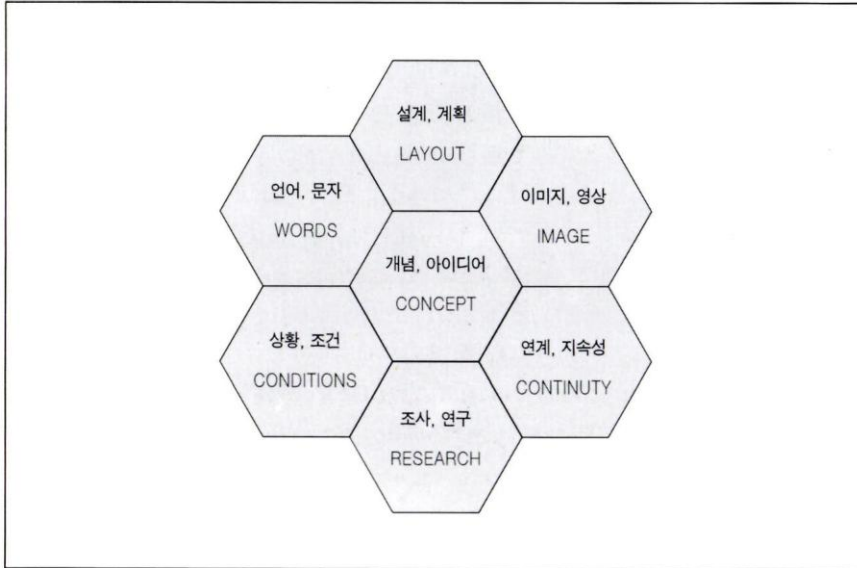 설계, 계획
LAYOUT
언어, 문자
WORDS
이미지, 영상
IMAGE
개념, 아이디어
CONCEPT
상황, 조건
CONDITIONS
연계, 지속성
CONTINUTY
조사, 연구
RESEARCH